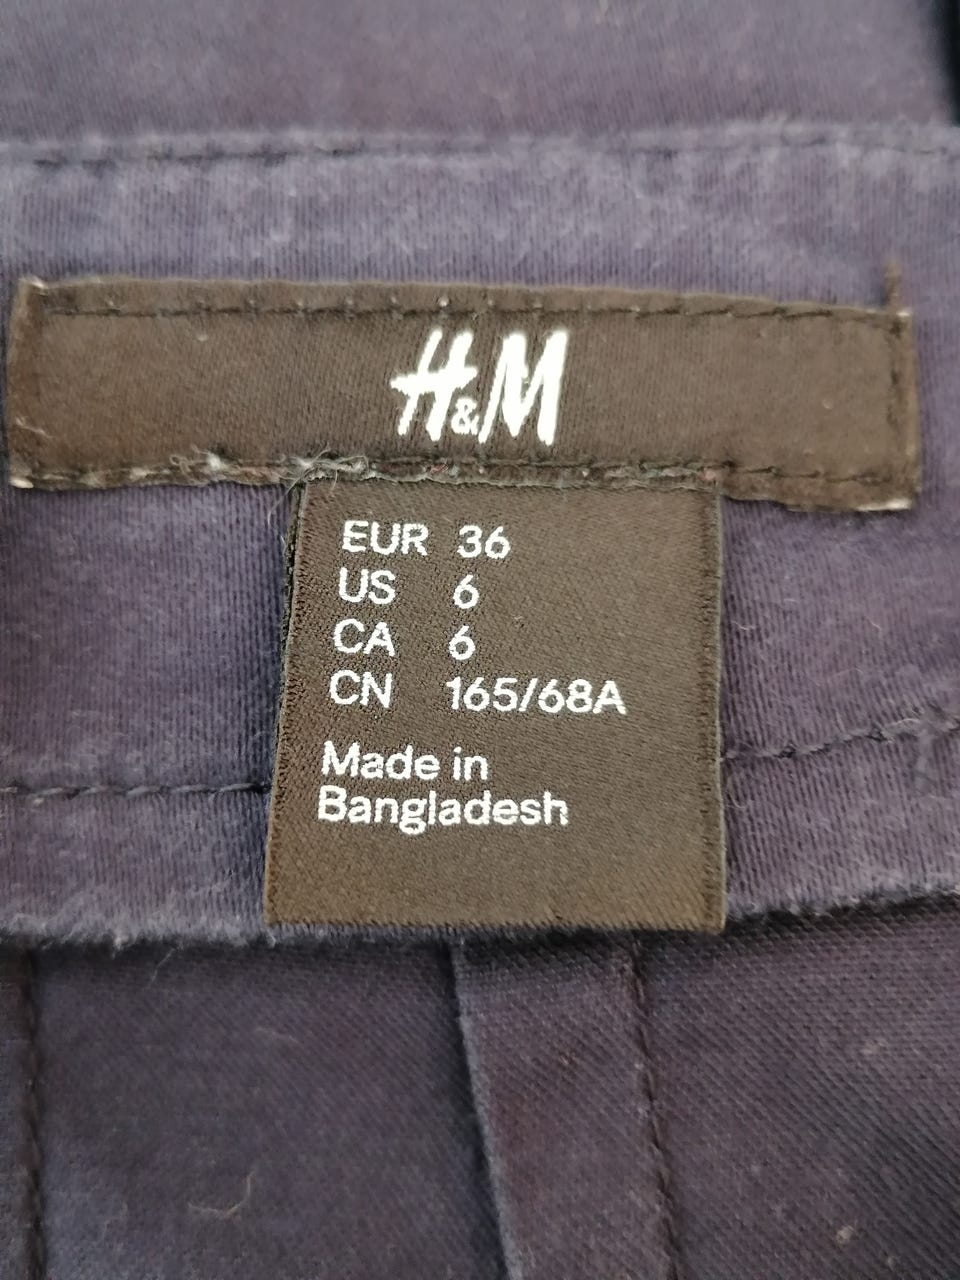 H&M
EUR 36
US 6
CA 6
CN 165/68A
Made in
Bangladesh